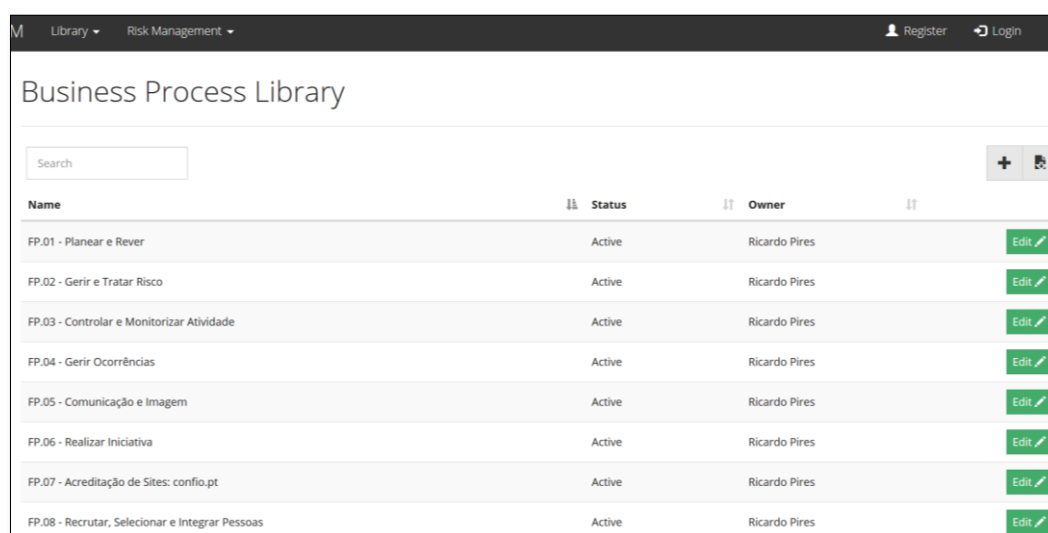 M Library Risk Management Register Login
Business Process Library
Search
Name Status Owner
FP.01 - Planear e Rever Active Ricardo Pires Edit
FP.02 - Gerir e Tratar Risco Active Ricardo Pires Edit
FP.03 - Controlar e Monitorizar Atividade Active Ricardo Pires Edit
FP.04 - Gerir Ocorrências Active Ricardo Pires Edit
FP.05 - Comunicação e Imagem Active Ricardo Pires Edit
FP.06 - Realizar Iniciativa Active Ricardo Pires Edit
FP.07 - Acreditação de Sites: confio.pt Active Ricardo Pires Edit
FP.08 - Recrutar, Selecionar e Integrar Pessoas Active Ricardo Pires Edit